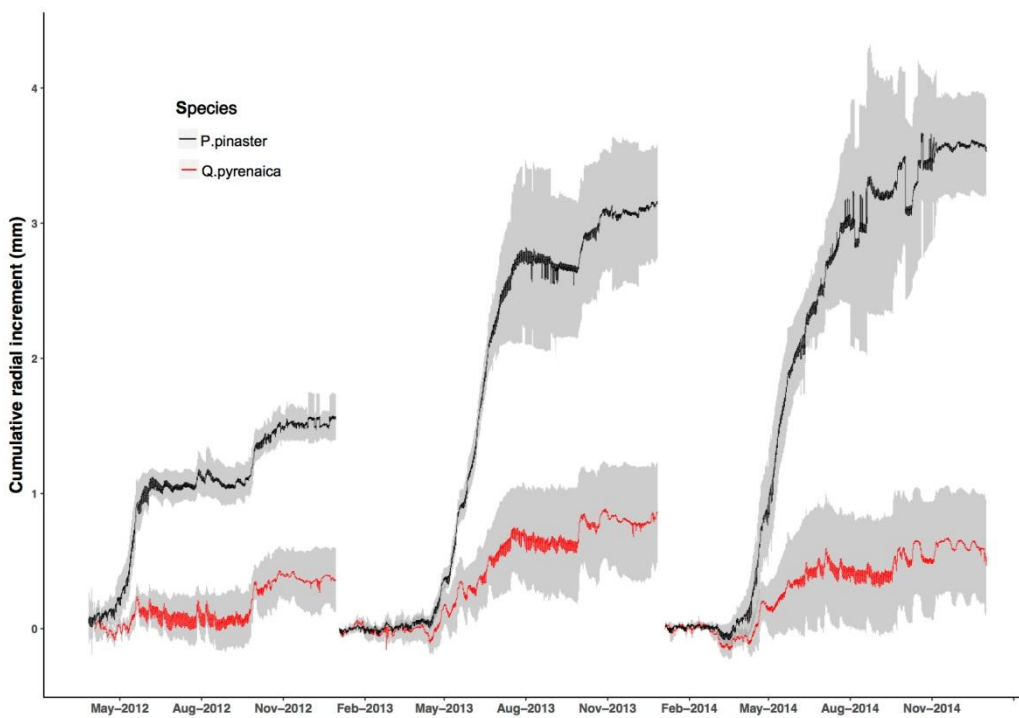 Cumulative radial increment (mm)
4
3
2
1
0
Species
P.pinaster
Q.pyrenaica
May–2012
Aug–2012
Nov–2012
Feb–2013
May–2013
Aug–2013
Nov–2013
Feb–2014
May–2014
Aug–2014
Nov–2014